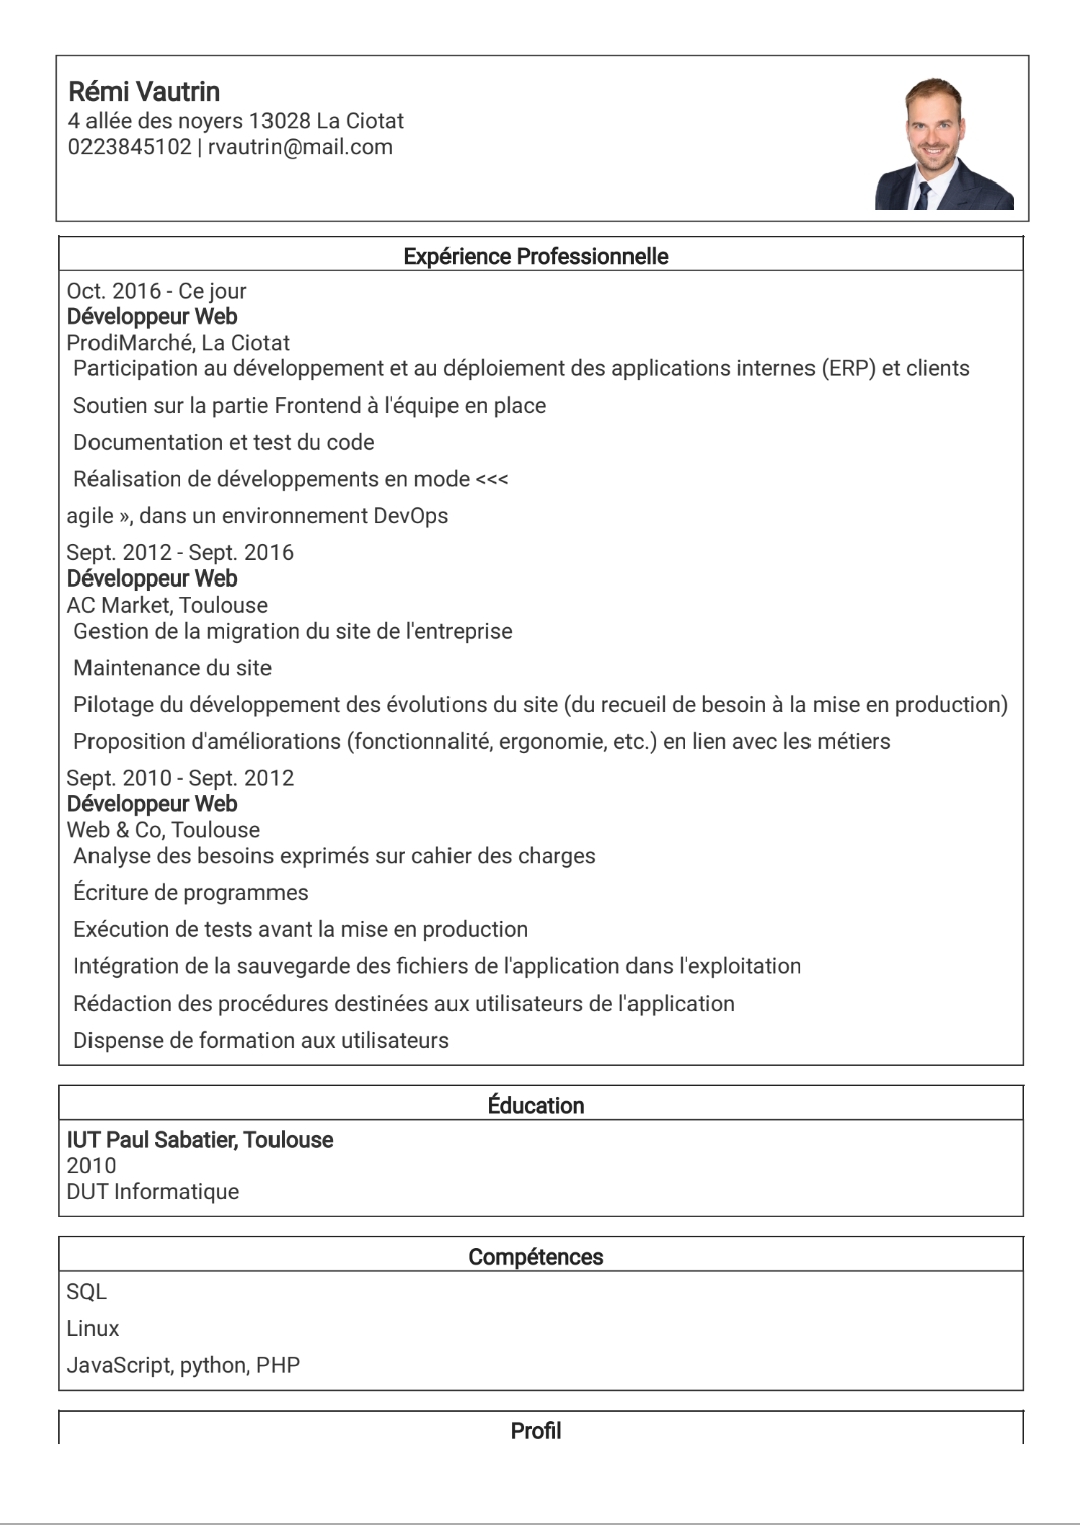 Rémi Vautrin
4 allée des noyers 13028 La Ciotat
0223845102 | rvautrin@mail.com
Expérience Professionnelle
Oct. 2016 - Ce jour
Développeur Web
ProdiMarché, La Ciotat
Participation au développement et au déploiement des applications internes (ERP) et clients
Soutien sur la partie Frontend à l'équipe en place
Documentation et test du code
Réalisation de développements en mode <<<
agile », dans un environnement DevOps
Sept. 2012 - Sept. 2016
Développeur Web
AC Market, Toulouse
Gestion de la migration du site de l'entreprise
Maintenance du site
Pilotage du développement des évolutions du site (du recueil de besoin à la mise en production)
Proposition d'améliorations (fonctionnalité, ergonomie, etc.) en lien avec les métiers
Sept. 2010 - Sept. 2012
Développeur Web
Web & Co, Toulouse
Analyse des besoins exprimés sur cahier des charges
Écriture de programmes
Exécution de tests avant la mise en production
Intégration de la sauvegarde des fichiers de l'application dans l'exploitation
Rédaction des procédures destinées aux utilisateurs de l'application
Dispense de formation aux utilisateurs
Éducation
IUT Paul Sabatier, Toulouse
2010
DUT Informatique
Compétences
SQL
Linux
JavaScript, python, PHP
Profil